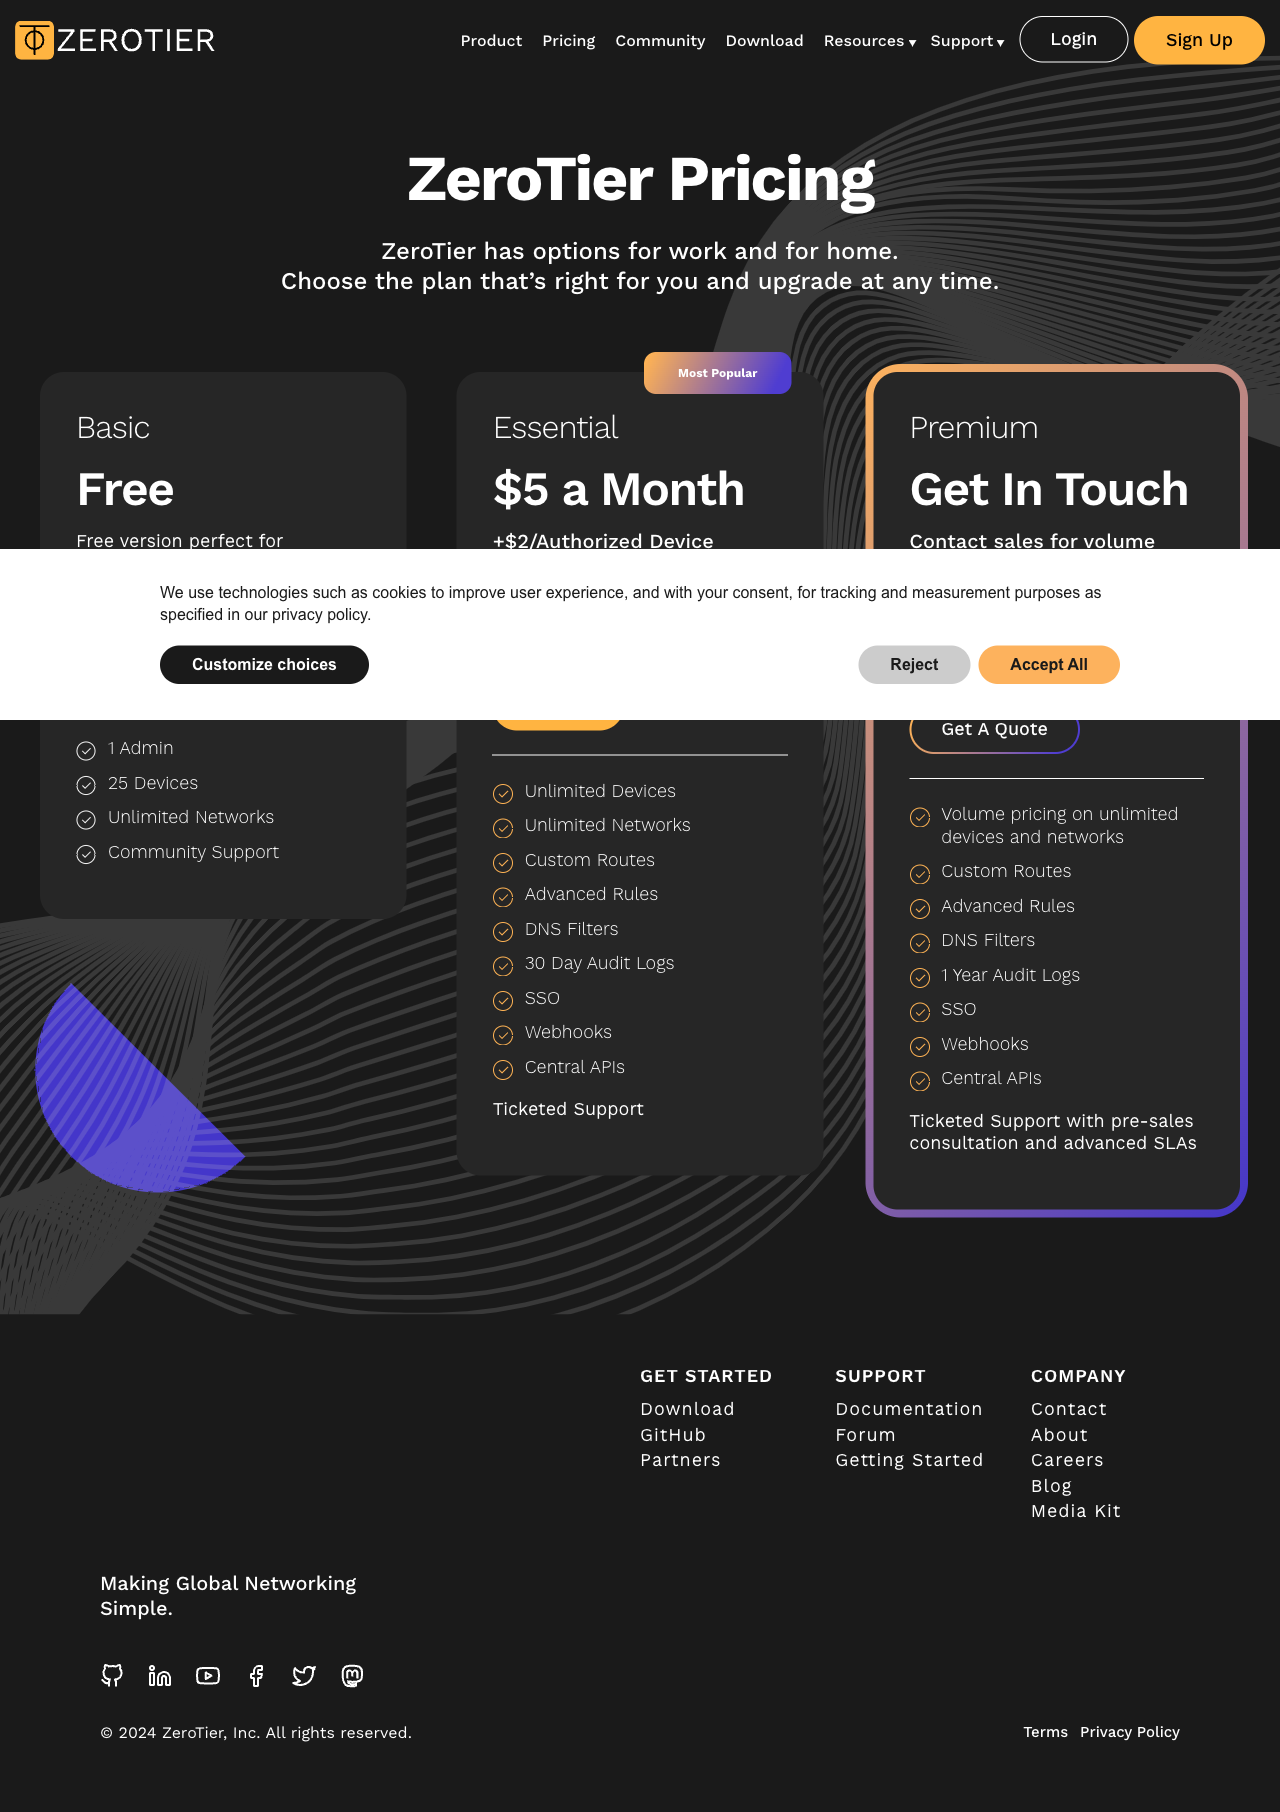 ZEROTIER
Product Pricing Community Download Resources ▾ Support ▾ Login Sign Up
ZeroTier Pricing
ZeroTier has options for work and for home.
Choose the plan that’s right for you and upgrade at any time.
Basic
Free
Free version perfect for
Most Popular
Essential
$5 a Month
+$2/Authorized Device
Premium
Get In Touch
Contact sales for volume
We use technologies such as cookies to improve user experience, and with your consent, for tracking and measurement purposes as
specified in our privacy policy.
Customize choices
Reject
Accept All
1 Admin
25 Devices
Unlimited Networks
Community Support
Unlimited Devices
Unlimited Networks
Custom Routes
Advanced Rules
DNS Filters
30 Day Audit Logs
SSO
Webhooks
Central APIs
Ticketed Support
Get A Quote
Volume pricing on unlimited
devices and networks
Custom Routes
Advanced Rules
DNS Filters
1 Year Audit Logs
SSO
Webhooks
Central APIs
Ticketed Support with pre-sales
consultation and advanced SLAs
GET STARTED
Download
GitHub
Partners
SUPPORT
Documentation
Forum
Getting Started
COMPANY
Contact
About
Careers
Blog
Media Kit
Making Global Networking
Simple.
© 2024 ZeroTier, Inc. All rights reserved.
Terms Privacy Policy